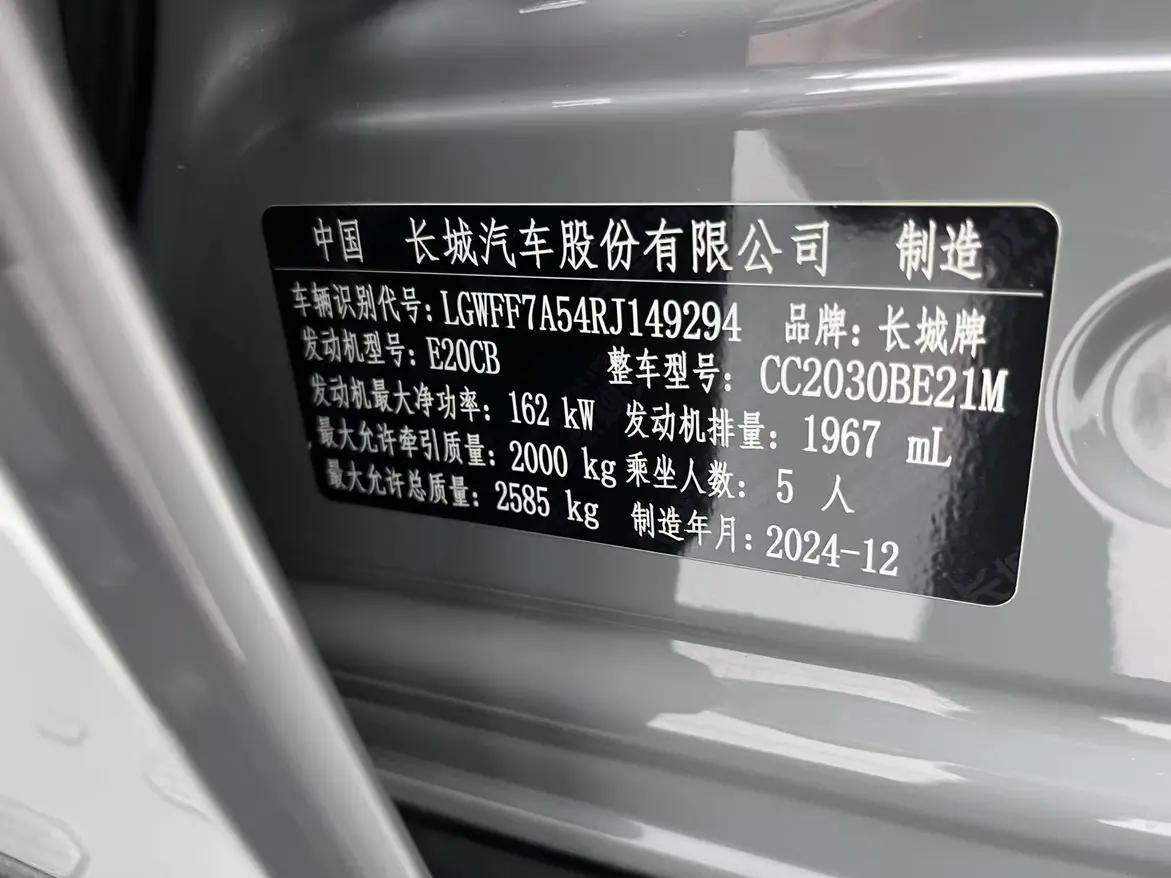 中国 长城汽车股份有限公司 制造
车辆识别代号: LGWFF7A54RJ149294 品牌: 长城牌
发动机型号: E20CB 整车型号: CC2030BE21M
发动机最大净功率: 162 kW 发动机排量: 1967 mL
最大允许牵引质量: 2000 kg 乘坐人数: 5 人
最大允许总质量: 2585 kg 制造年月: 2024-12